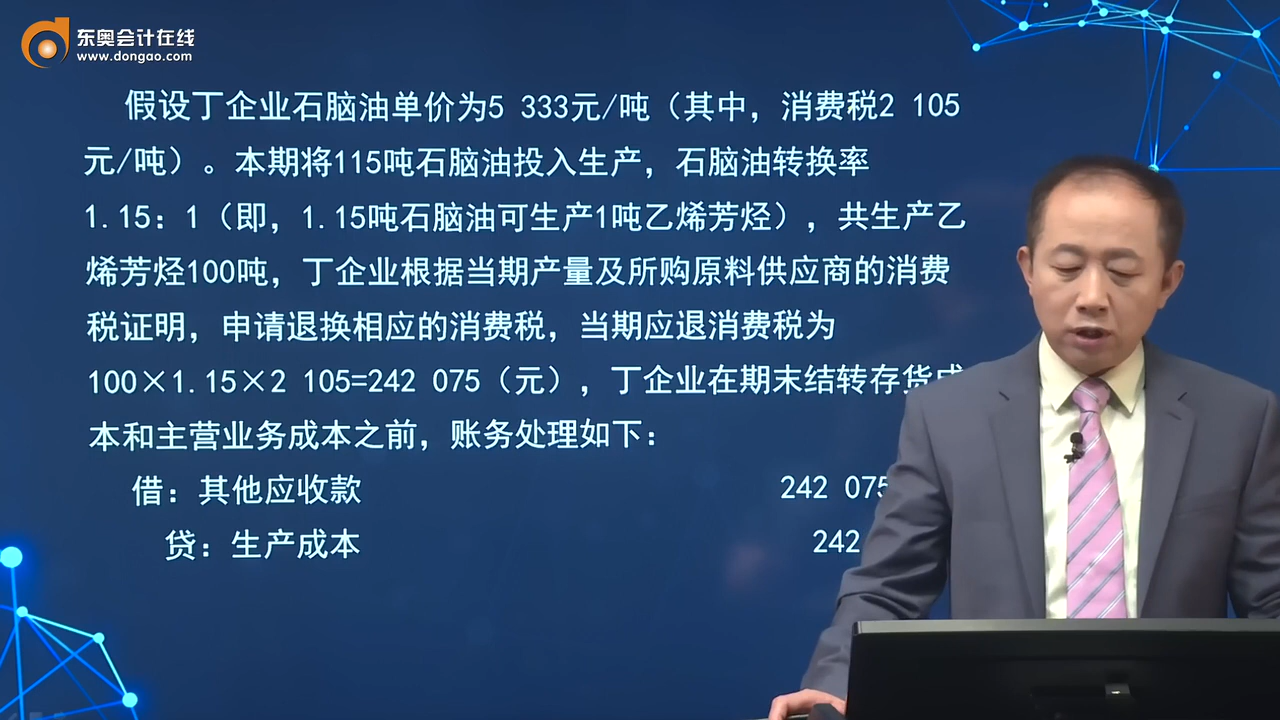 东奥会计在线
www.dongao.com
假设丁企业石脑油单价为5 333元/吨（其中，消费税2 105
元/吨）。本期将115吨石脑油投入生产，石脑油转换率
1.15：1（即，1.15吨石脑油可生产1吨乙烯芳烃），共生产乙
烯芳烃100吨，丁企业根据当期产量及所购原料供应商的消费
税证明，申请退换相应的消费税，当期应退消费税为
100×1.15×2 105=242 075（元），丁企业在期末结转存货成
本和主营业务成本之前，账务处理如下：
借：其他应收款 242 075
贷：生产成本 242